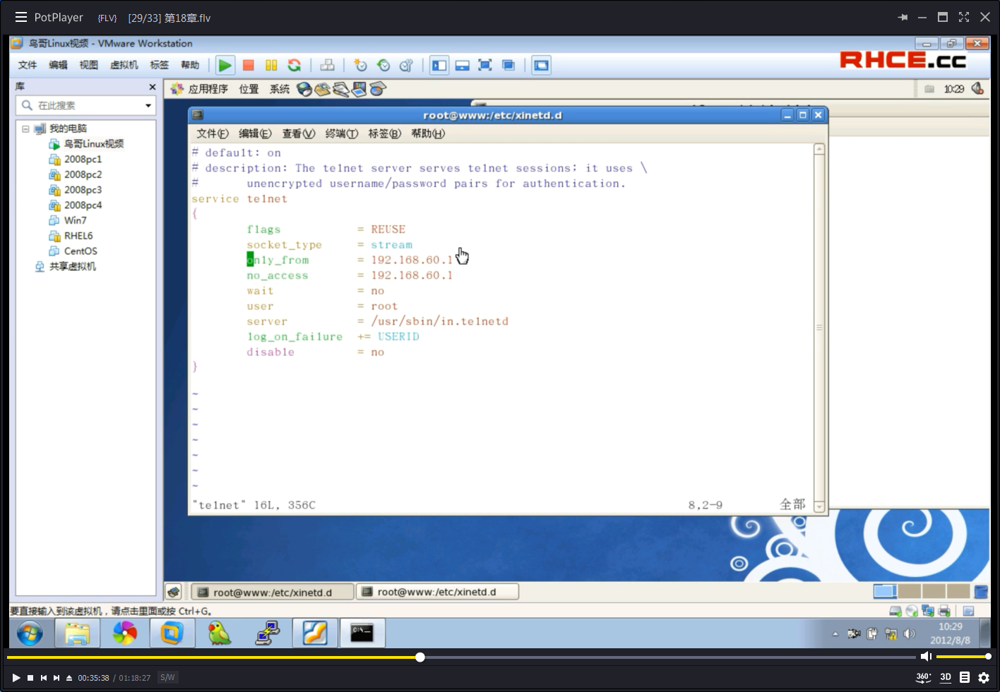 PotPlayer {FLV} [29/33] 第18章.flv
鸟哥Linux视频 - VMware Workstation
文件 编辑 视图 虚拟机 标签 帮助
RHCE.cc
库
应用程序 位置 系统
10:29
在此搜索
我的电脑
鸟哥Linux视频
2008pc1
2008pc2
2008pc3
2008pc4
Win7
RHEL6
CentOS
共享虚拟机
root@www:/etc/xinetd.d
文件(F) 编辑(E) 查看(V) 终端(T) 标签(B) 帮助(H)
# default: on
# description: The telnet server serves telnet sessions; it uses \
# unencrypted username/password pairs for authentication.
service telnet
{
flags = REUSE
socket_type = stream
only_from = 192.168.60.1
no_access = 192.168.60.1
wait = no
user = root
server = /usr/sbin/in.telnetd
log_on_failure += USERID
disable = no
}
~
~
~
~
~
~
~
"telnet" 16L, 356C 8,2-9 全部
root@www:/etc/xinetd.d
root@www:/etc/xinetd.d
要直接输入到该虚拟机，请点击里面或按 Ctrl+G。
C:\
10:29
2012/8/8
00:35:38 / 01:18:27 S/W
360° 3D